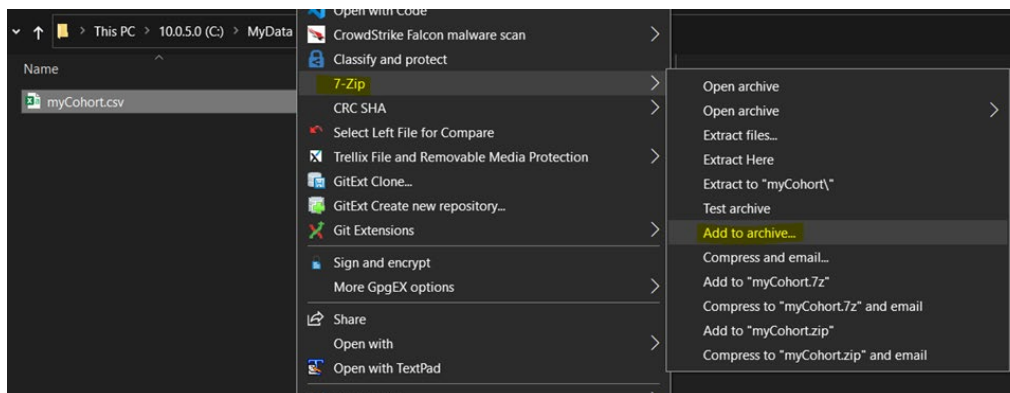 This PC > 10.0.5.0 (C:) > MyData
Name
myCohort.csv
Open with Code
CrowdStrike Falcon malware scan
Classify and protect
7-Zip
CRC SHA
Select Left File for Compare
Trellix File and Removable Media Protection
GitExt Clone...
GitExt Create new repository...
Git Extensions
Sign and encrypt
More GpgEX options
Share
Open with
Open with TextPad
Open archive
Open archive
Extract files...
Extract Here
Extract to "myCohort\"
Test archive
Add to archive...
Compress and email...
Add to "myCohort.7z"
Compress to "myCohort.7z" and email
Add to "myCohort.zip"
Compress to "myCohort.zip" and email